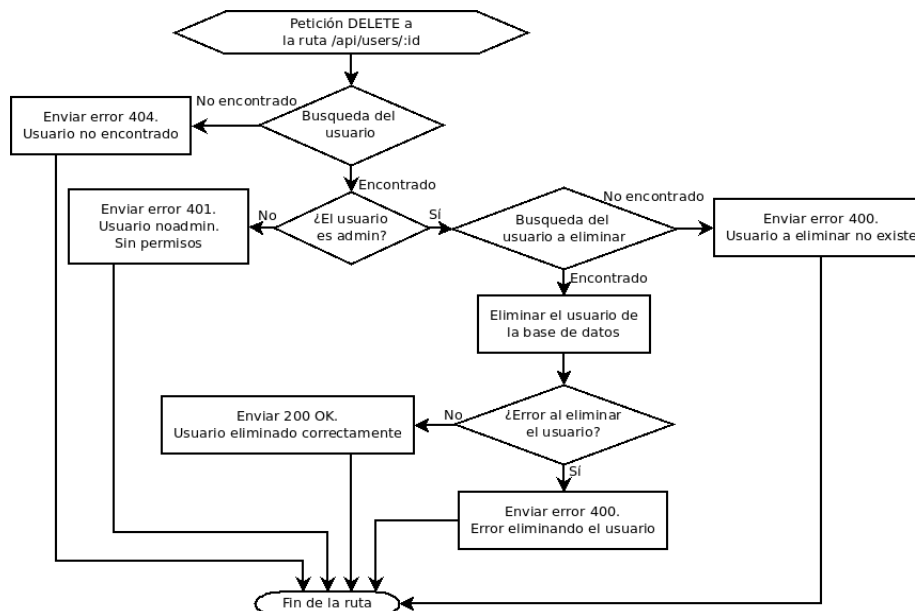 Petición DELETE a
la ruta /api/users/:id
No encontrado
Enviar error 404.
Usuario no encontrado
Busqueda del
usuario
Encontrado
Enviar error 401.
Usuario noadmin.
Sin permisos
No
¿El usuario
es admin?
Sí
Busqueda del
usuario a eliminar
No encontrado
Enviar error 400.
Usuario a eliminar no existe
Encontrado
Eliminar el usuario de
la base de datos
Enviar 200 OK.
Usuario eliminado correctamente
No
¿Error al eliminar
el usuario?
Sí
Enviar error 400.
Error eliminando el usuario
Fin de la ruta